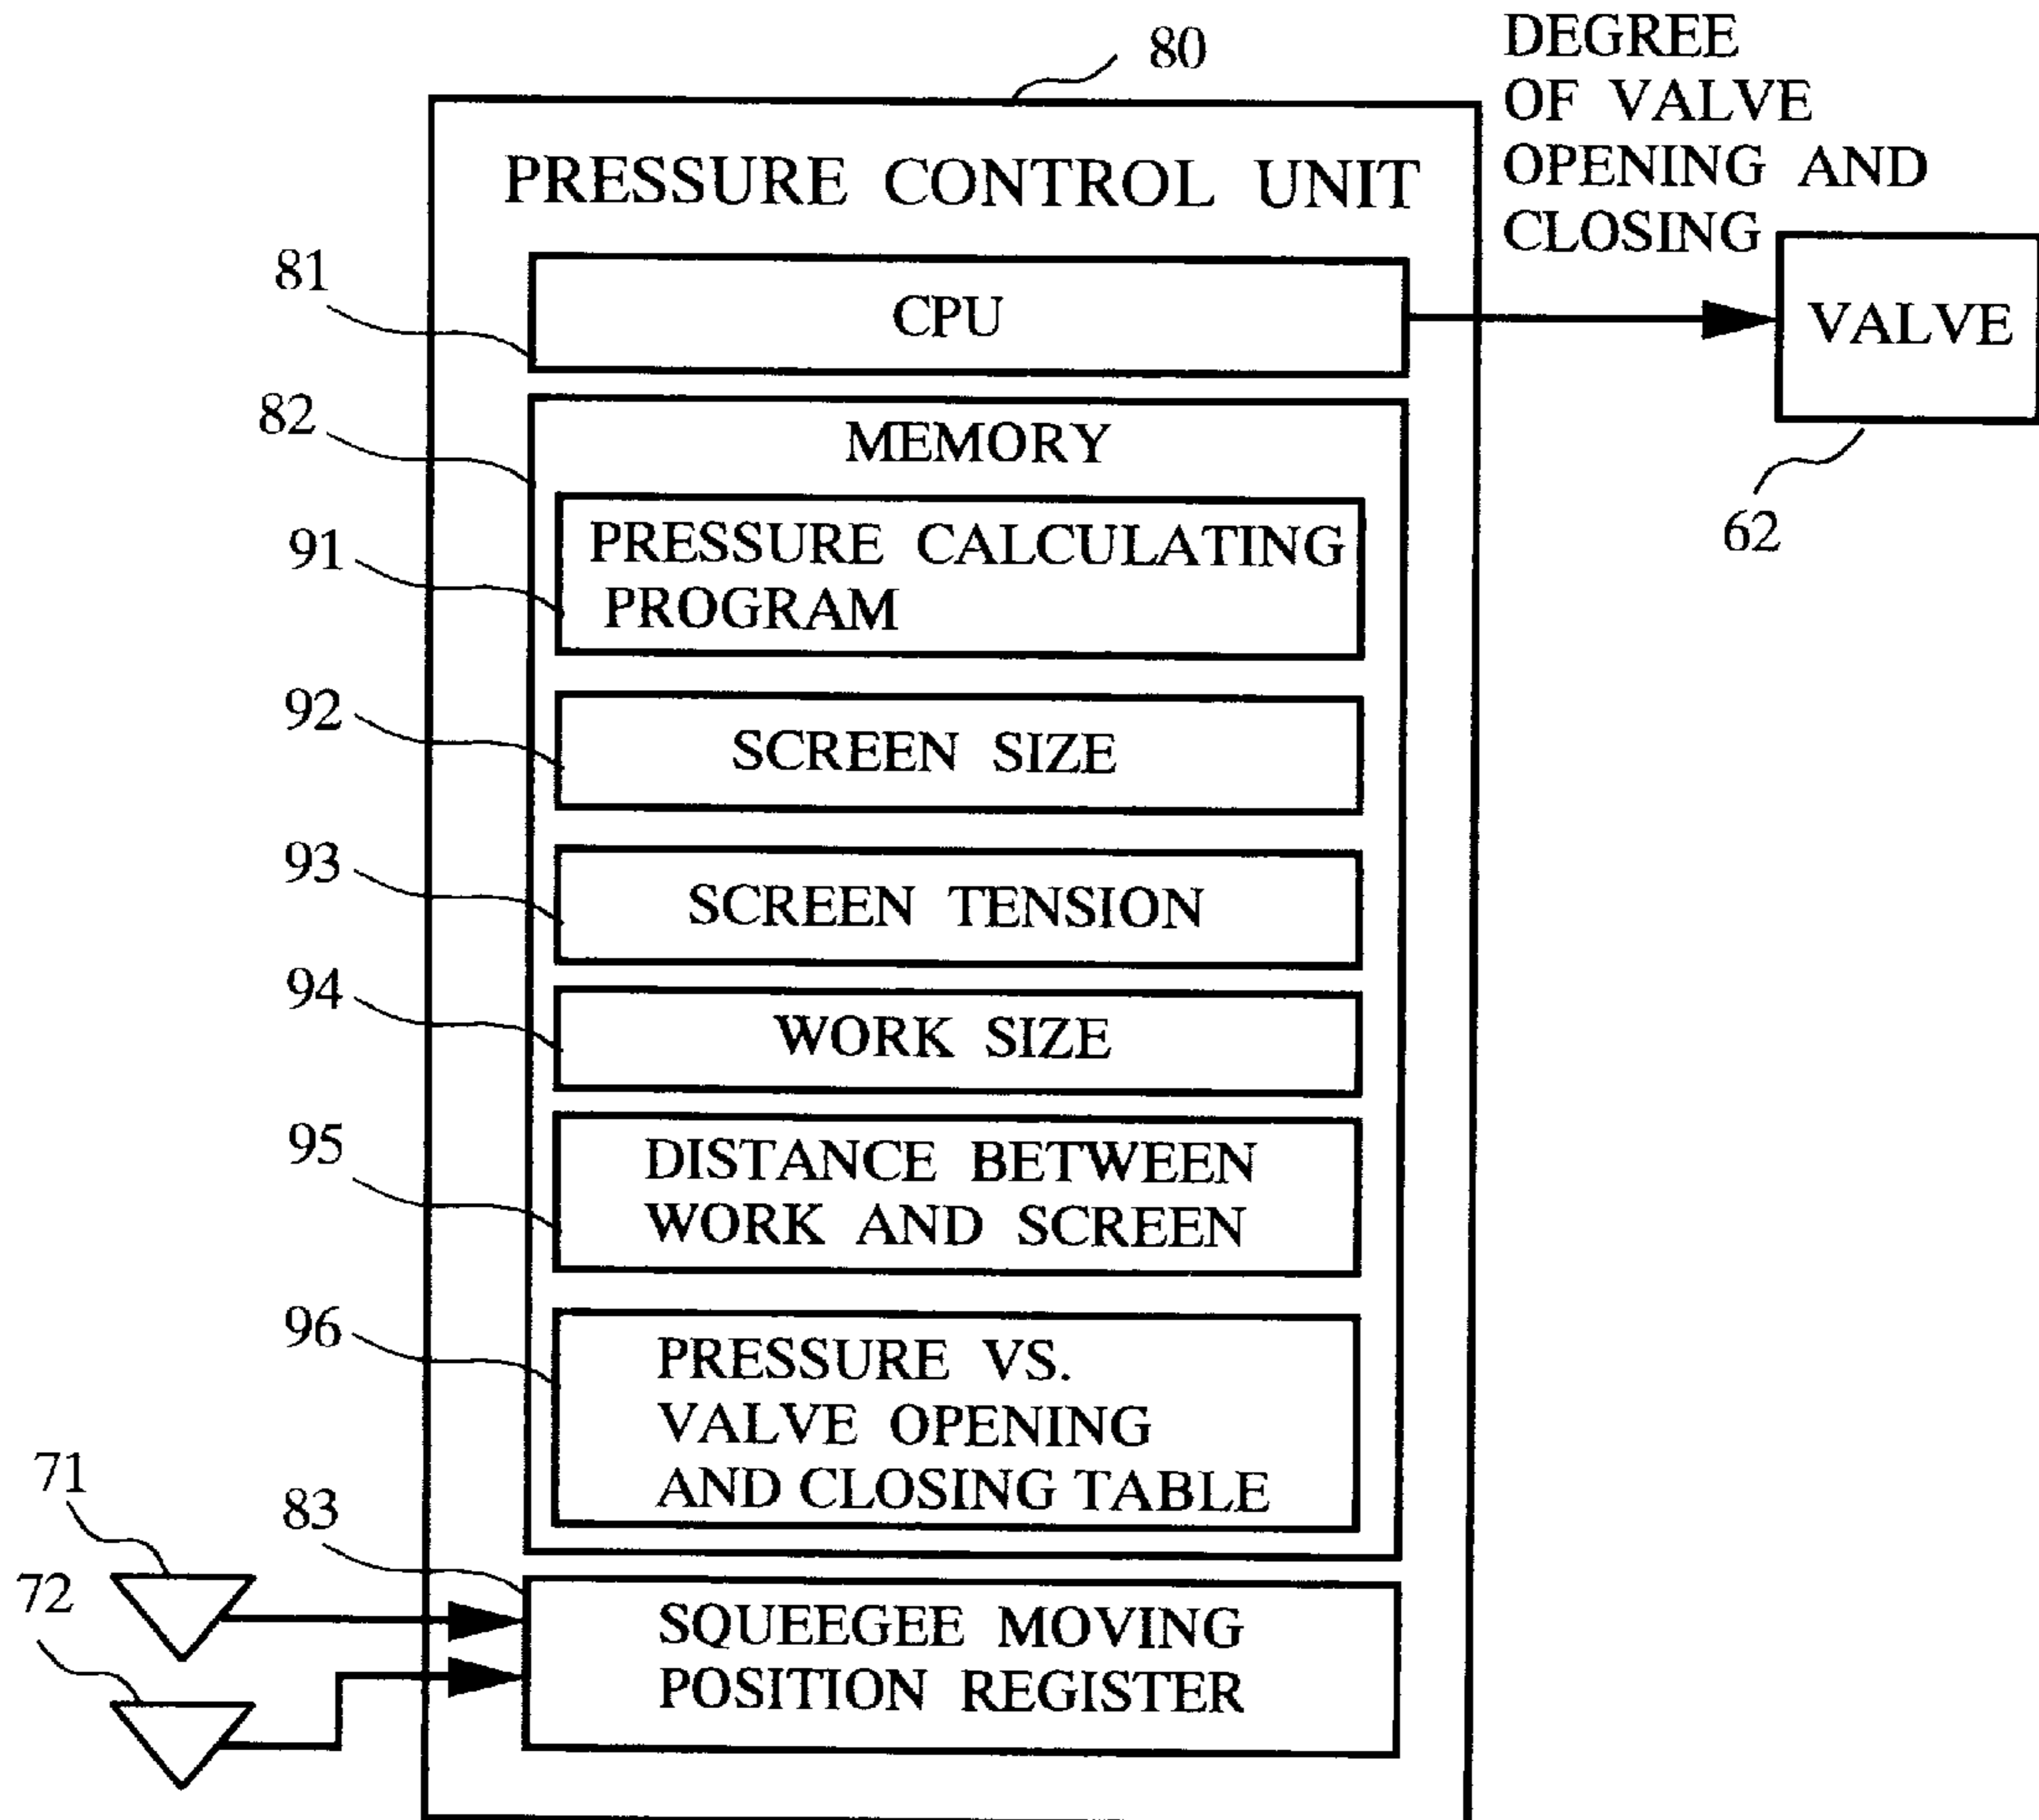 80
DEGREE
OF VALVE
OPENING AND
CLOSING
PRESSURE CONTROL UNIT
81
CPU
VALVE
62
82
MEMORY
91
PRESSURE CALCULATING
PROGRAM
92
SCREEN SIZE
93
SCREEN TENSION
94
WORK SIZE
95
DISTANCE BETWEEN
WORK AND SCREEN
96
PRESSURE VS.
VALVE OPENING
AND CLOSING TABLE
71
83
72
SQUEEGEE MOVING
POSITION REGISTER